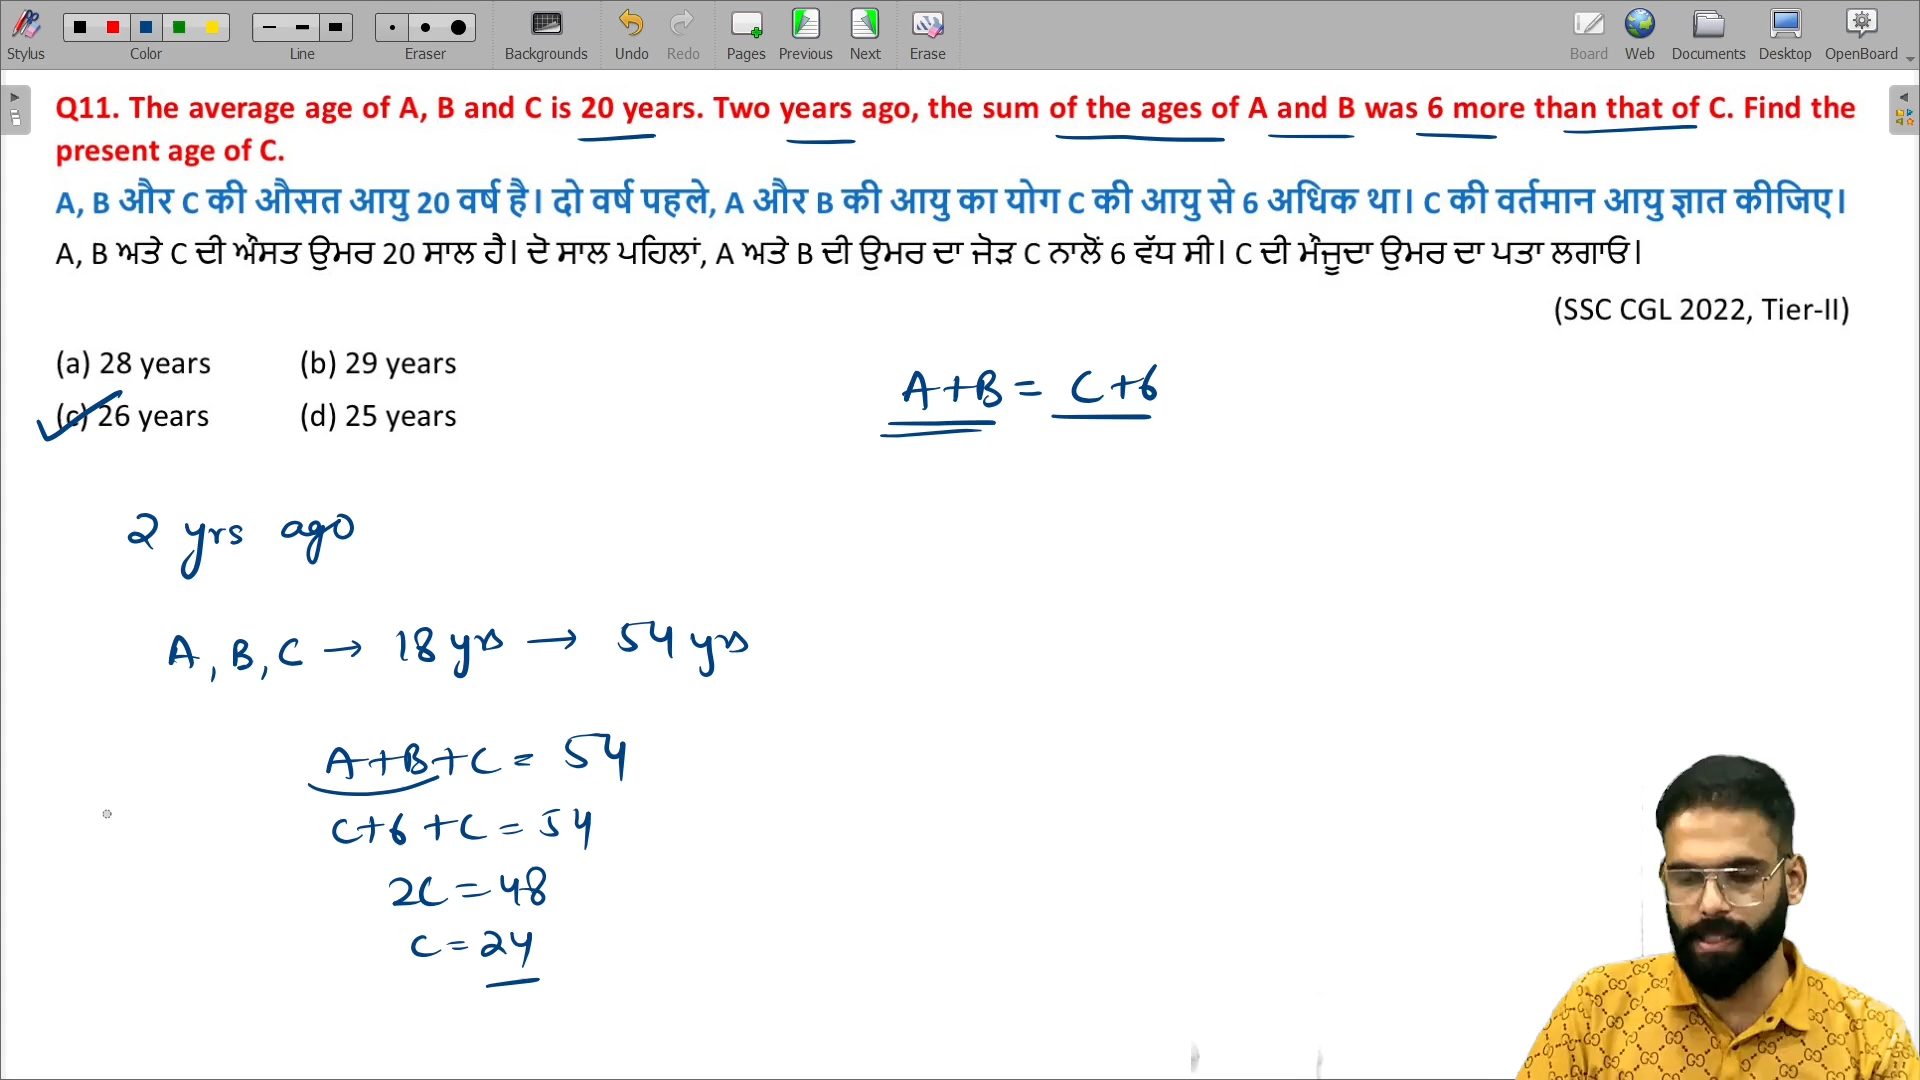 Stylus Color Line Eraser Backgrounds Undo Redo Pages Previous Next Erase Board Web Documents Desktop OpenBoard
Q11. The average age of A, B and C is 20 years. Two years ago, the sum of the ages of A and B was 6 more than that of C. Find the
present age of C.
A, B और C की औसत आयु 20 वर्ष है। दो वर्ष पहले, A और B की आयु का योग C की आयु से 6 अधिक था। C की वर्तमान आयु ज्ञात कीजिए।
A, B ਅਤੇ C ਦੀ ਔਸਤ ਉਮਰ 20 ਸਾਲ ਹੈ। ਦੋ ਸਾਲ ਪਹਿਲਾਂ, A ਅਤੇ B ਦੀ ਉਮਰ ਦਾ ਜੋੜ C ਨਾਲੋਂ 6 ਵੱਧ ਸੀ। C ਦੀ ਮੌਜੂਦਾ ਉਮਰ ਦਾ ਪਤਾ ਲਗਾਓ।
(SSC CGL 2022, Tier-II)
(a) 28 years (b) 29 years
(c) 26 years (d) 25 years
A+B = C+6
2 yrs ago
A, B, C → 18 yrs → 54 yrs
A+B+C = 54
C+6+C = 54
2C = 48
C = 24